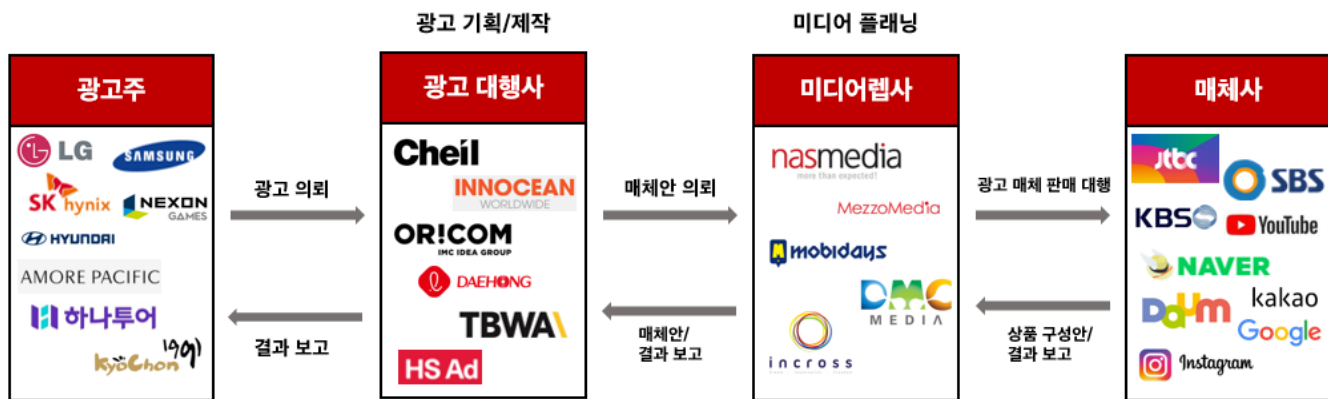 광고 기획/제작
미디어 플래닝
광고주
광고 대행사
미디어렙사
매체사
LG
SAMSUNG
SK hynix
NEXON
GAMES
HYUNDAI
AMORE PACIFIC
하나투어
KyoChon 1991
광고 의뢰
결과 보고
Cheil
INNOCEAN
WORLDWIDE
OR!COM
IMC IDEA GROUP
DAEHONG
TBWA\
HS Ad
매체안 의뢰
매체안/
결과 보고
nasmedia
more than expected!
MezzoMedia
mobidays
DMC
MEDIA
incross
광고 매체 판매 대행
상품 구성안/
결과 보고
jtbc
SBS
KBS
YouTube
NAVER
Daum
kakao
Google
Instagram